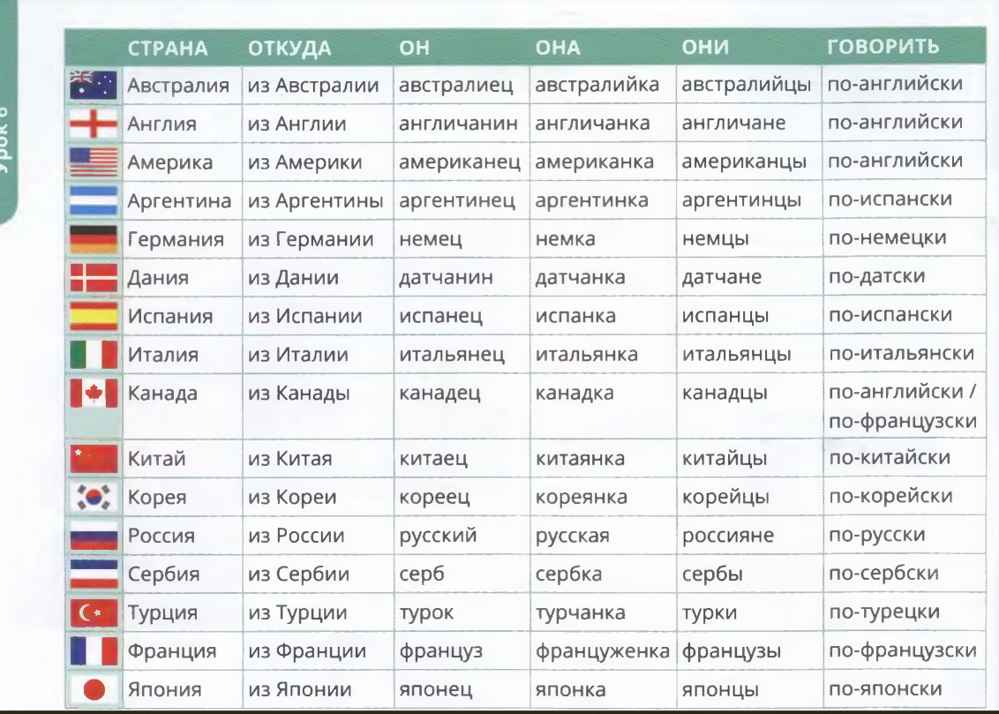 Урок 6
СТРАНА ОТКУДА ОН ОНА ОНИ ГОВОРИТЬ
Австралия из Австралии австралиец австралийка австралийцы по-английски
Англия из Англии англичанин англичанка англичане по-английски
Америка из Америки американец американка американцы по-английски
Аргентина из Аргентины аргентинец аргентинка аргентинцы по-испански
Германия из Германии немец немка немцы по-немецки
Дания из Дании датчанин датчанка датчане по-датски
Испания из Испании испанец испанка испанцы по-испански
Италия из Италии итальянец итальянка итальянцы по-итальянски
Канада из Канады канадец канадка канадцы по-английски /
по-французски
Китай из Китая китаец китаянка китайцы по-китайски
Корея из Кореи кореец кореянка корейцы по-корейски
Россия из России русский русская россияне по-русски
Сербия из Сербии серб сербка сербы по-сербски
Турция из Турции турок турчанка турки по-турецки
Франция из Франции француз француженка французы по-французски
Япония из Японии японец японка японцы по-японски